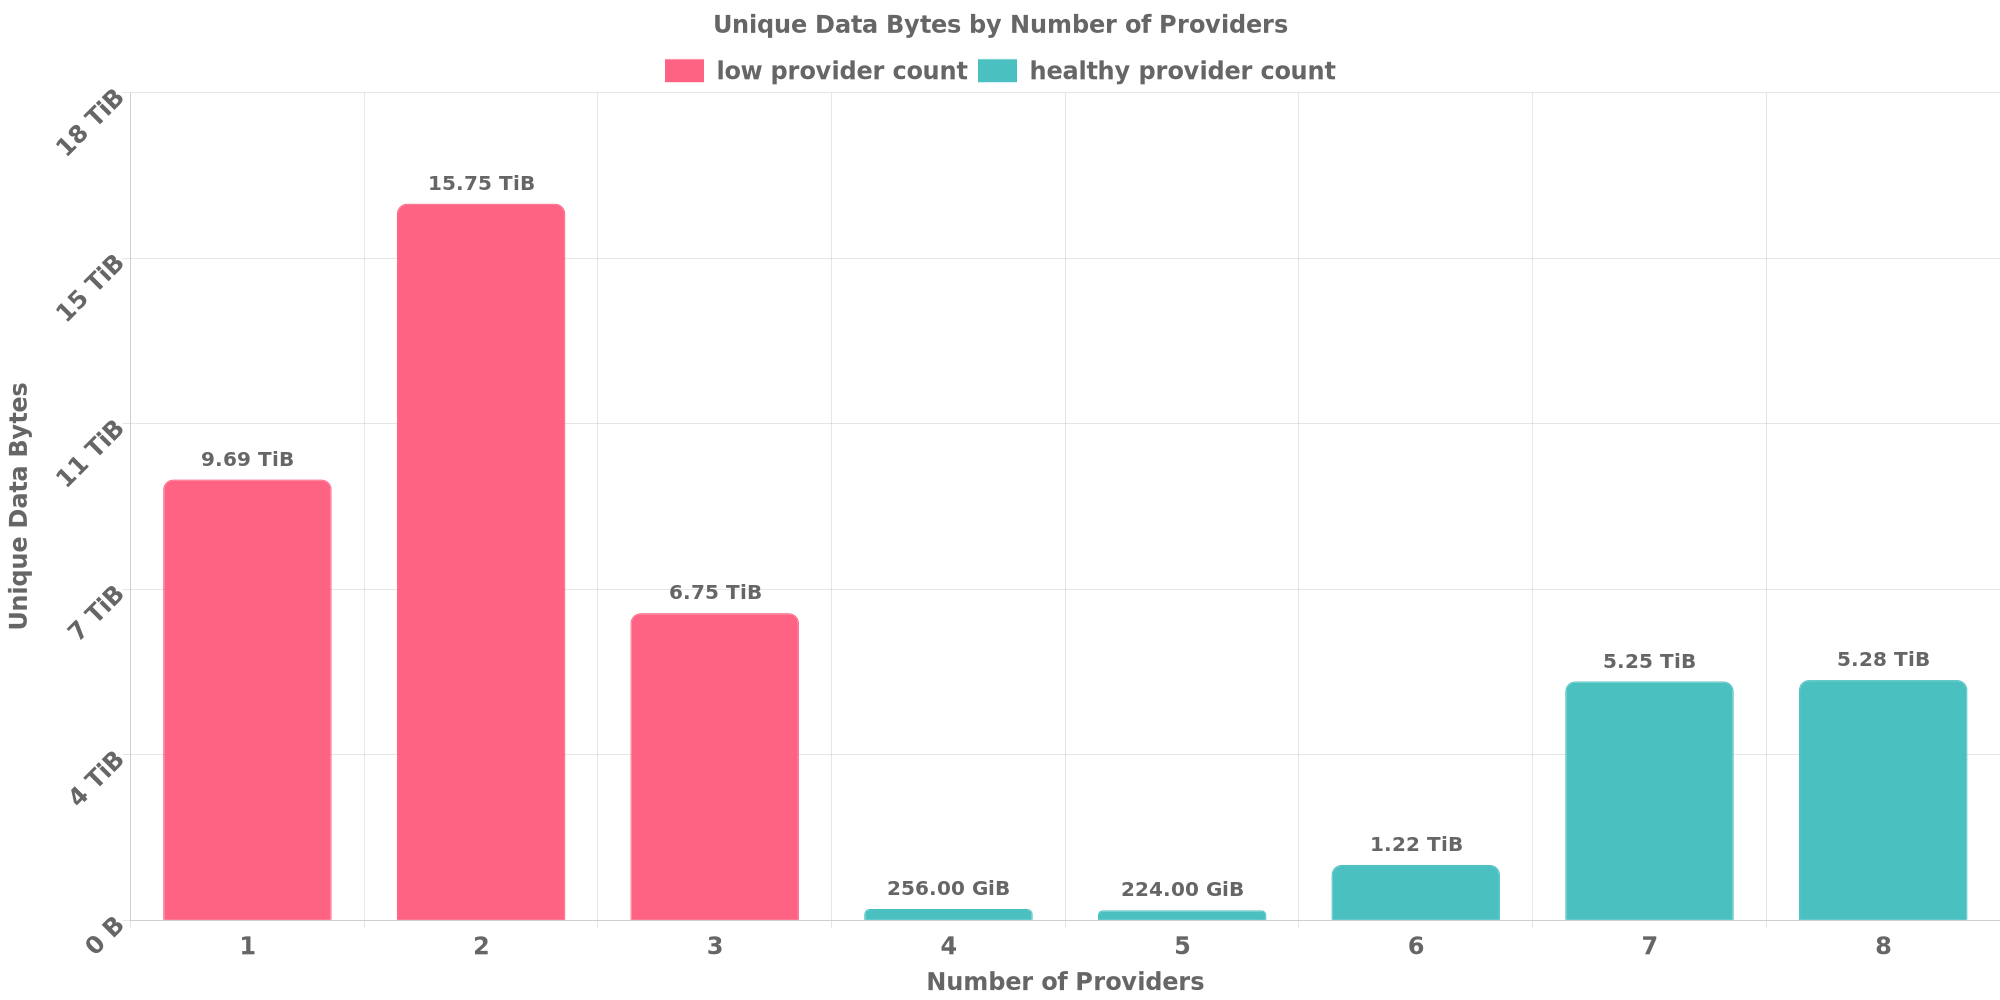 Unique Data Bytes by Number of Providers
low provider count healthy provider count
18 TiB
15 TiB
11 TiB
7 TiB
4 TiB
0 B
Unique Data Bytes
9.69 TiB
15.75 TiB
6.75 TiB
256.00 GiB
224.00 GiB
1.22 TiB
5.25 TiB
5.28 TiB
1 2 3 4 5 6 7 8
Number of Providers